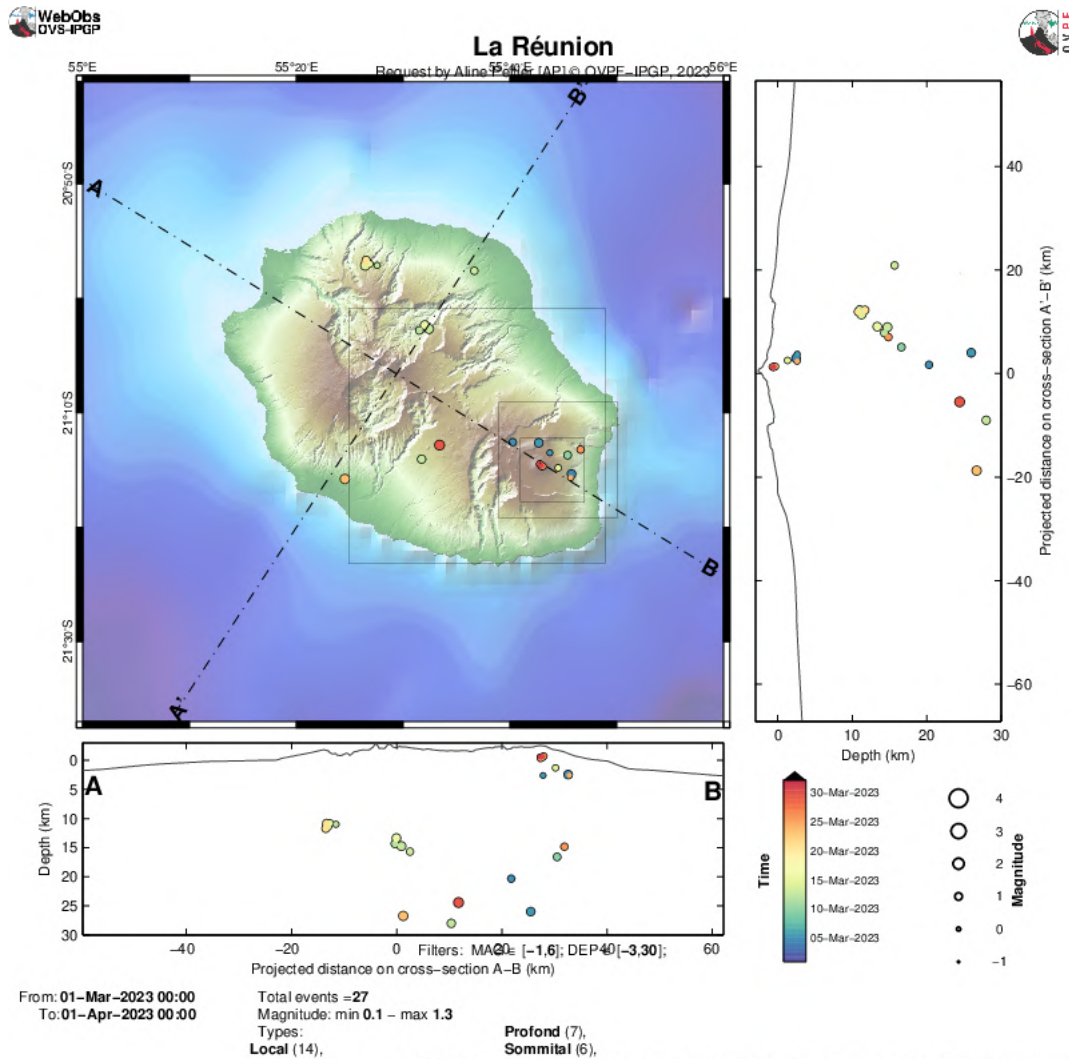 WebObs
OVS-IPGP
OVPF
La Réunion
Request by Aline Peltier [AP] © OVPF-IPGP, 2023
55°E
55°20'E
55°40'E
56°E
20°50'S
21°10'S
21°30'S
A
B'
A'
B
40
20
0
−20
−40
−60
Projected distance on cross−section A'−B' (km)
0 10 20 30
Depth (km)
A
B
0
5
10
15
20
25
30
Depth (km)
−40 −20 0 20 40 60
Filters: MAG ∈ [−1,6]; DEP ∈ [−3,30];
Projected distance on cross−section A−B (km)
Time
30−Mar−2023
25−Mar−2023
20−Mar−2023
15−Mar−2023
10−Mar−2023
05−Mar−2023
4
3
2
1
0
−1
Magnitude
From: 01−Mar−2023 00:00
To: 01−Apr−2023 00:00
Total events =27
Magnitude: min 0.1 − max 1.3
Types:
Local (14),
Profond (7),
Sommital (6),